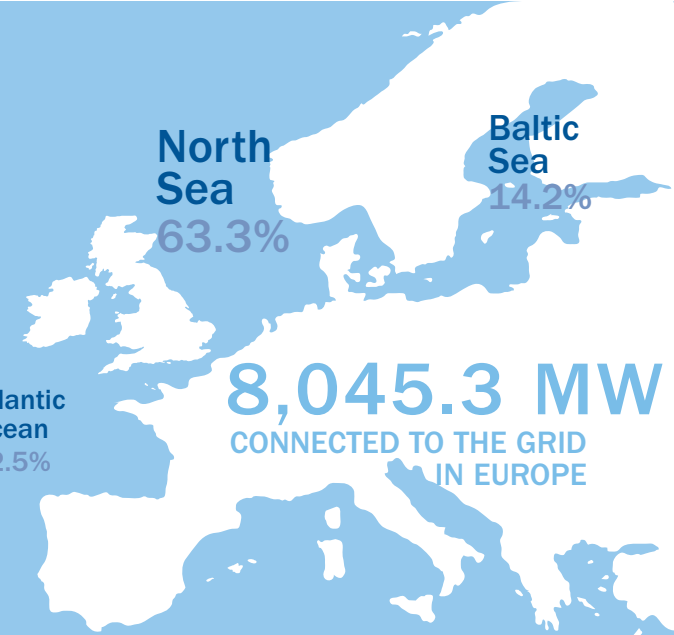 North
Sea
63.3%
Baltic
Sea
14.2%
lantic
cean
2.5%
8,045.3 MW
CONNECTED TO THE GRID
IN EUROPE